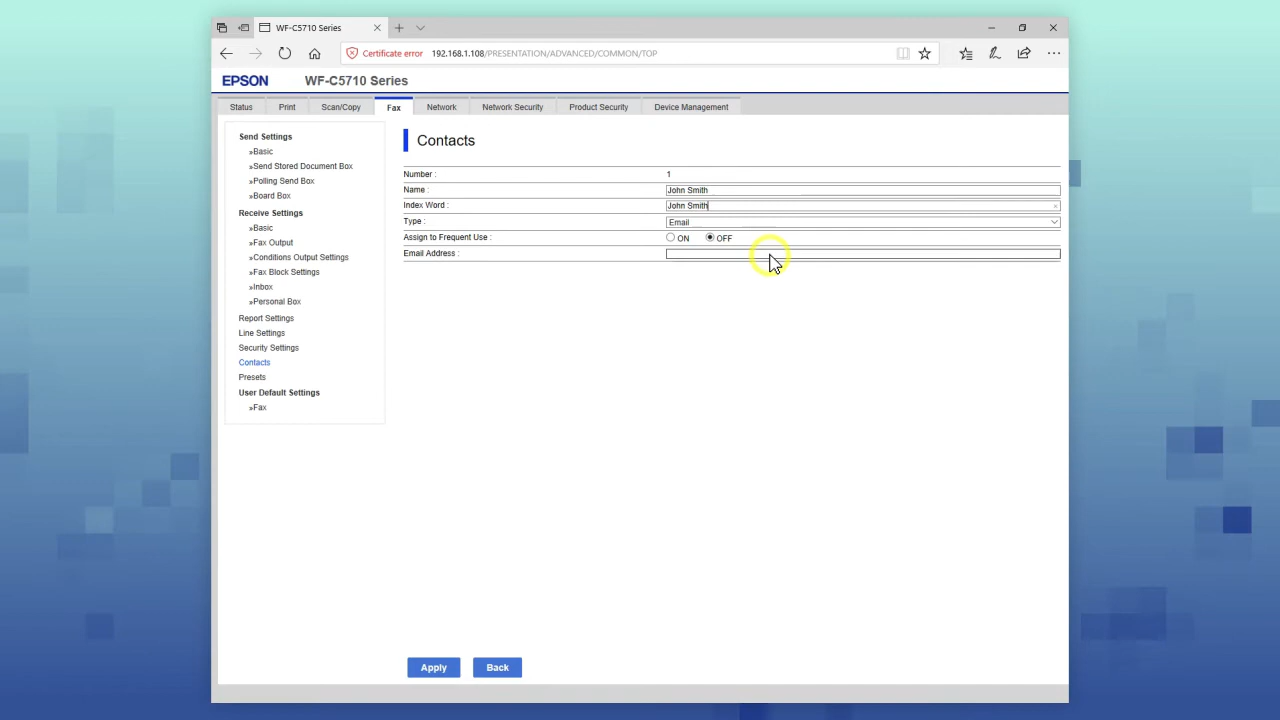 WF-C5710 Series
Certificate error 192.168.1.108/PRESENTATION/ADVANCED/COMMON/TOP
EPSON WF-C5710 Series
Status Print Scan/Copy Fax Network Network Security Product Security Device Management
Send Settings
»Basic
»Send Stored Document Box
»Polling Send Box
»Board Box
Receive Settings
»Basic
»Fax Output
»Conditions Output Settings
»Fax Block Settings
»Inbox
»Personal Box
Report Settings
Line Settings
Security Settings
Contacts
Presets
User Default Settings
»Fax
Contacts
Number : 1
Name : John Smith
Index Word : John Smith
Type : Email
Assign to Frequent Use : ON OFF
Email Address :
Apply Back